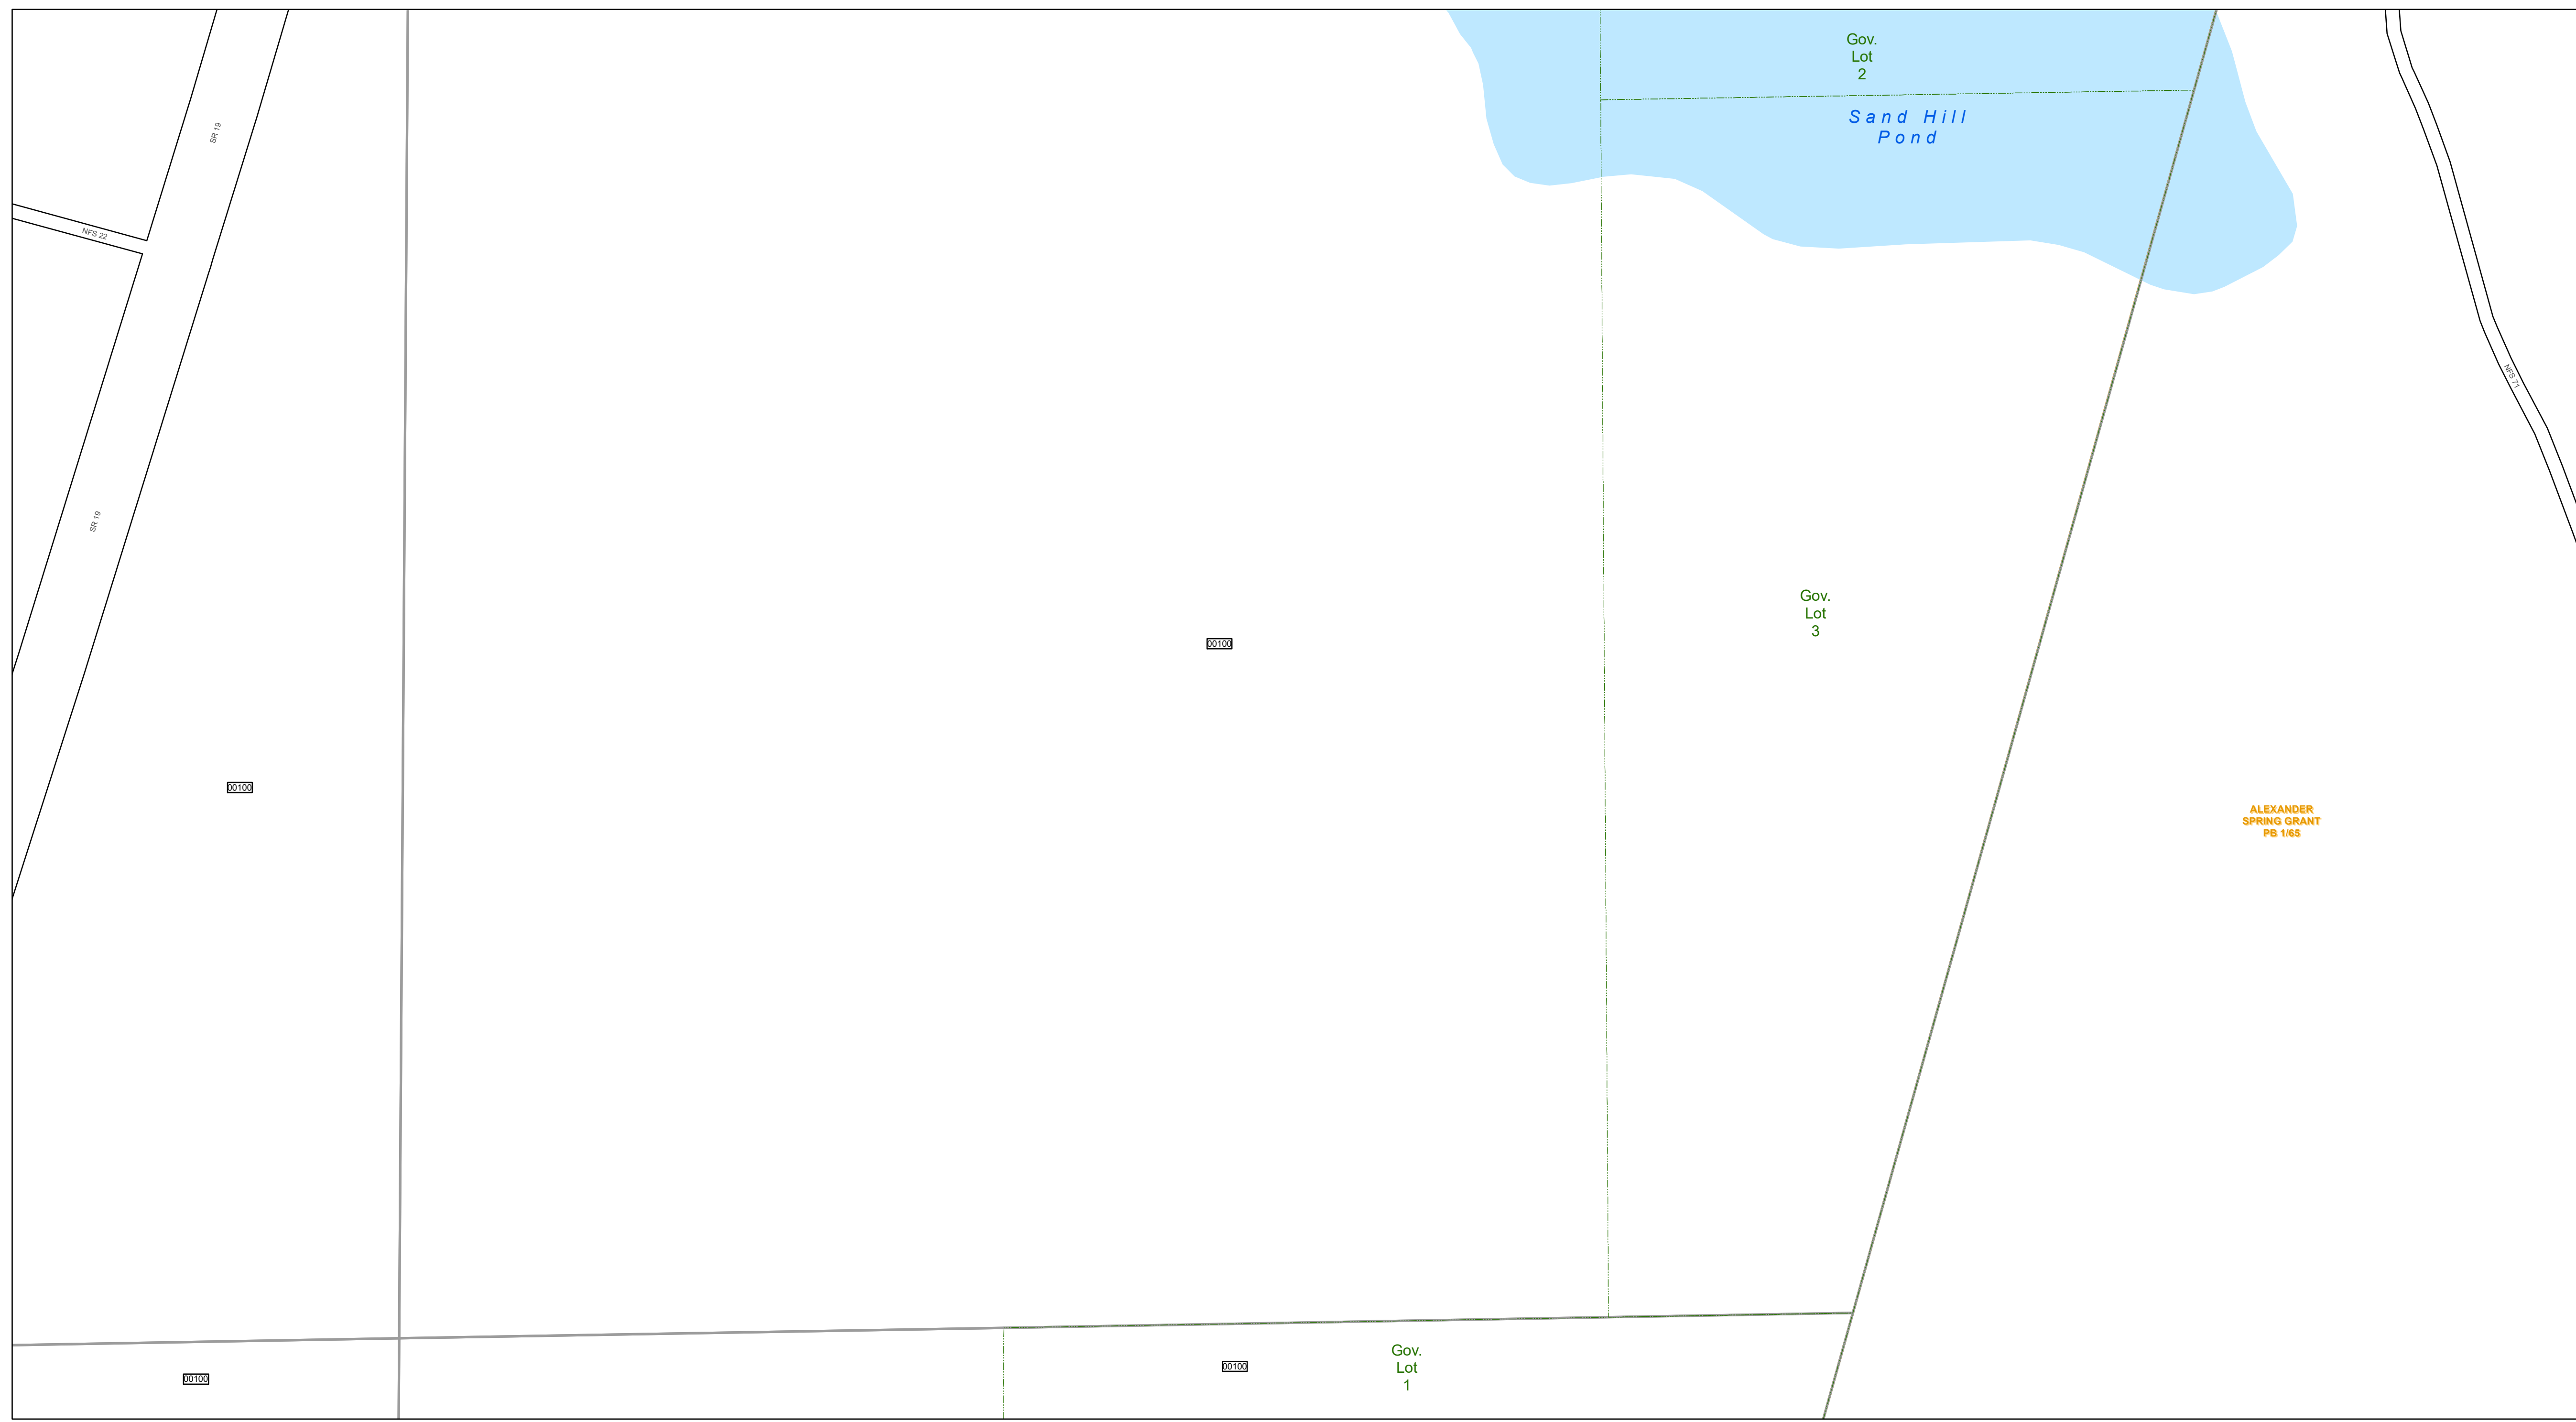 Gov.
Lot
2
Sand Hill
Pond
SR 19
NFS 22
NFS 71
SR 19
Gov.
Lot
3
00100
00100
ALEXANDER
SPRING GRANT
PB 1/65
Gov.
Lot
1
00100
00100